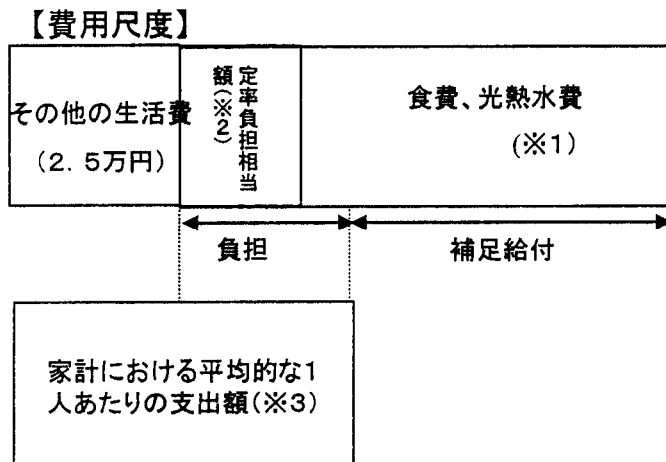 【費用尺度】
その他の生活費
(2.5万円)
定率負担相当
額(※2)
食費、光熱水費
(※1)
負担
補足給付
家計における平均的な1
人あたりの支出額(※3)